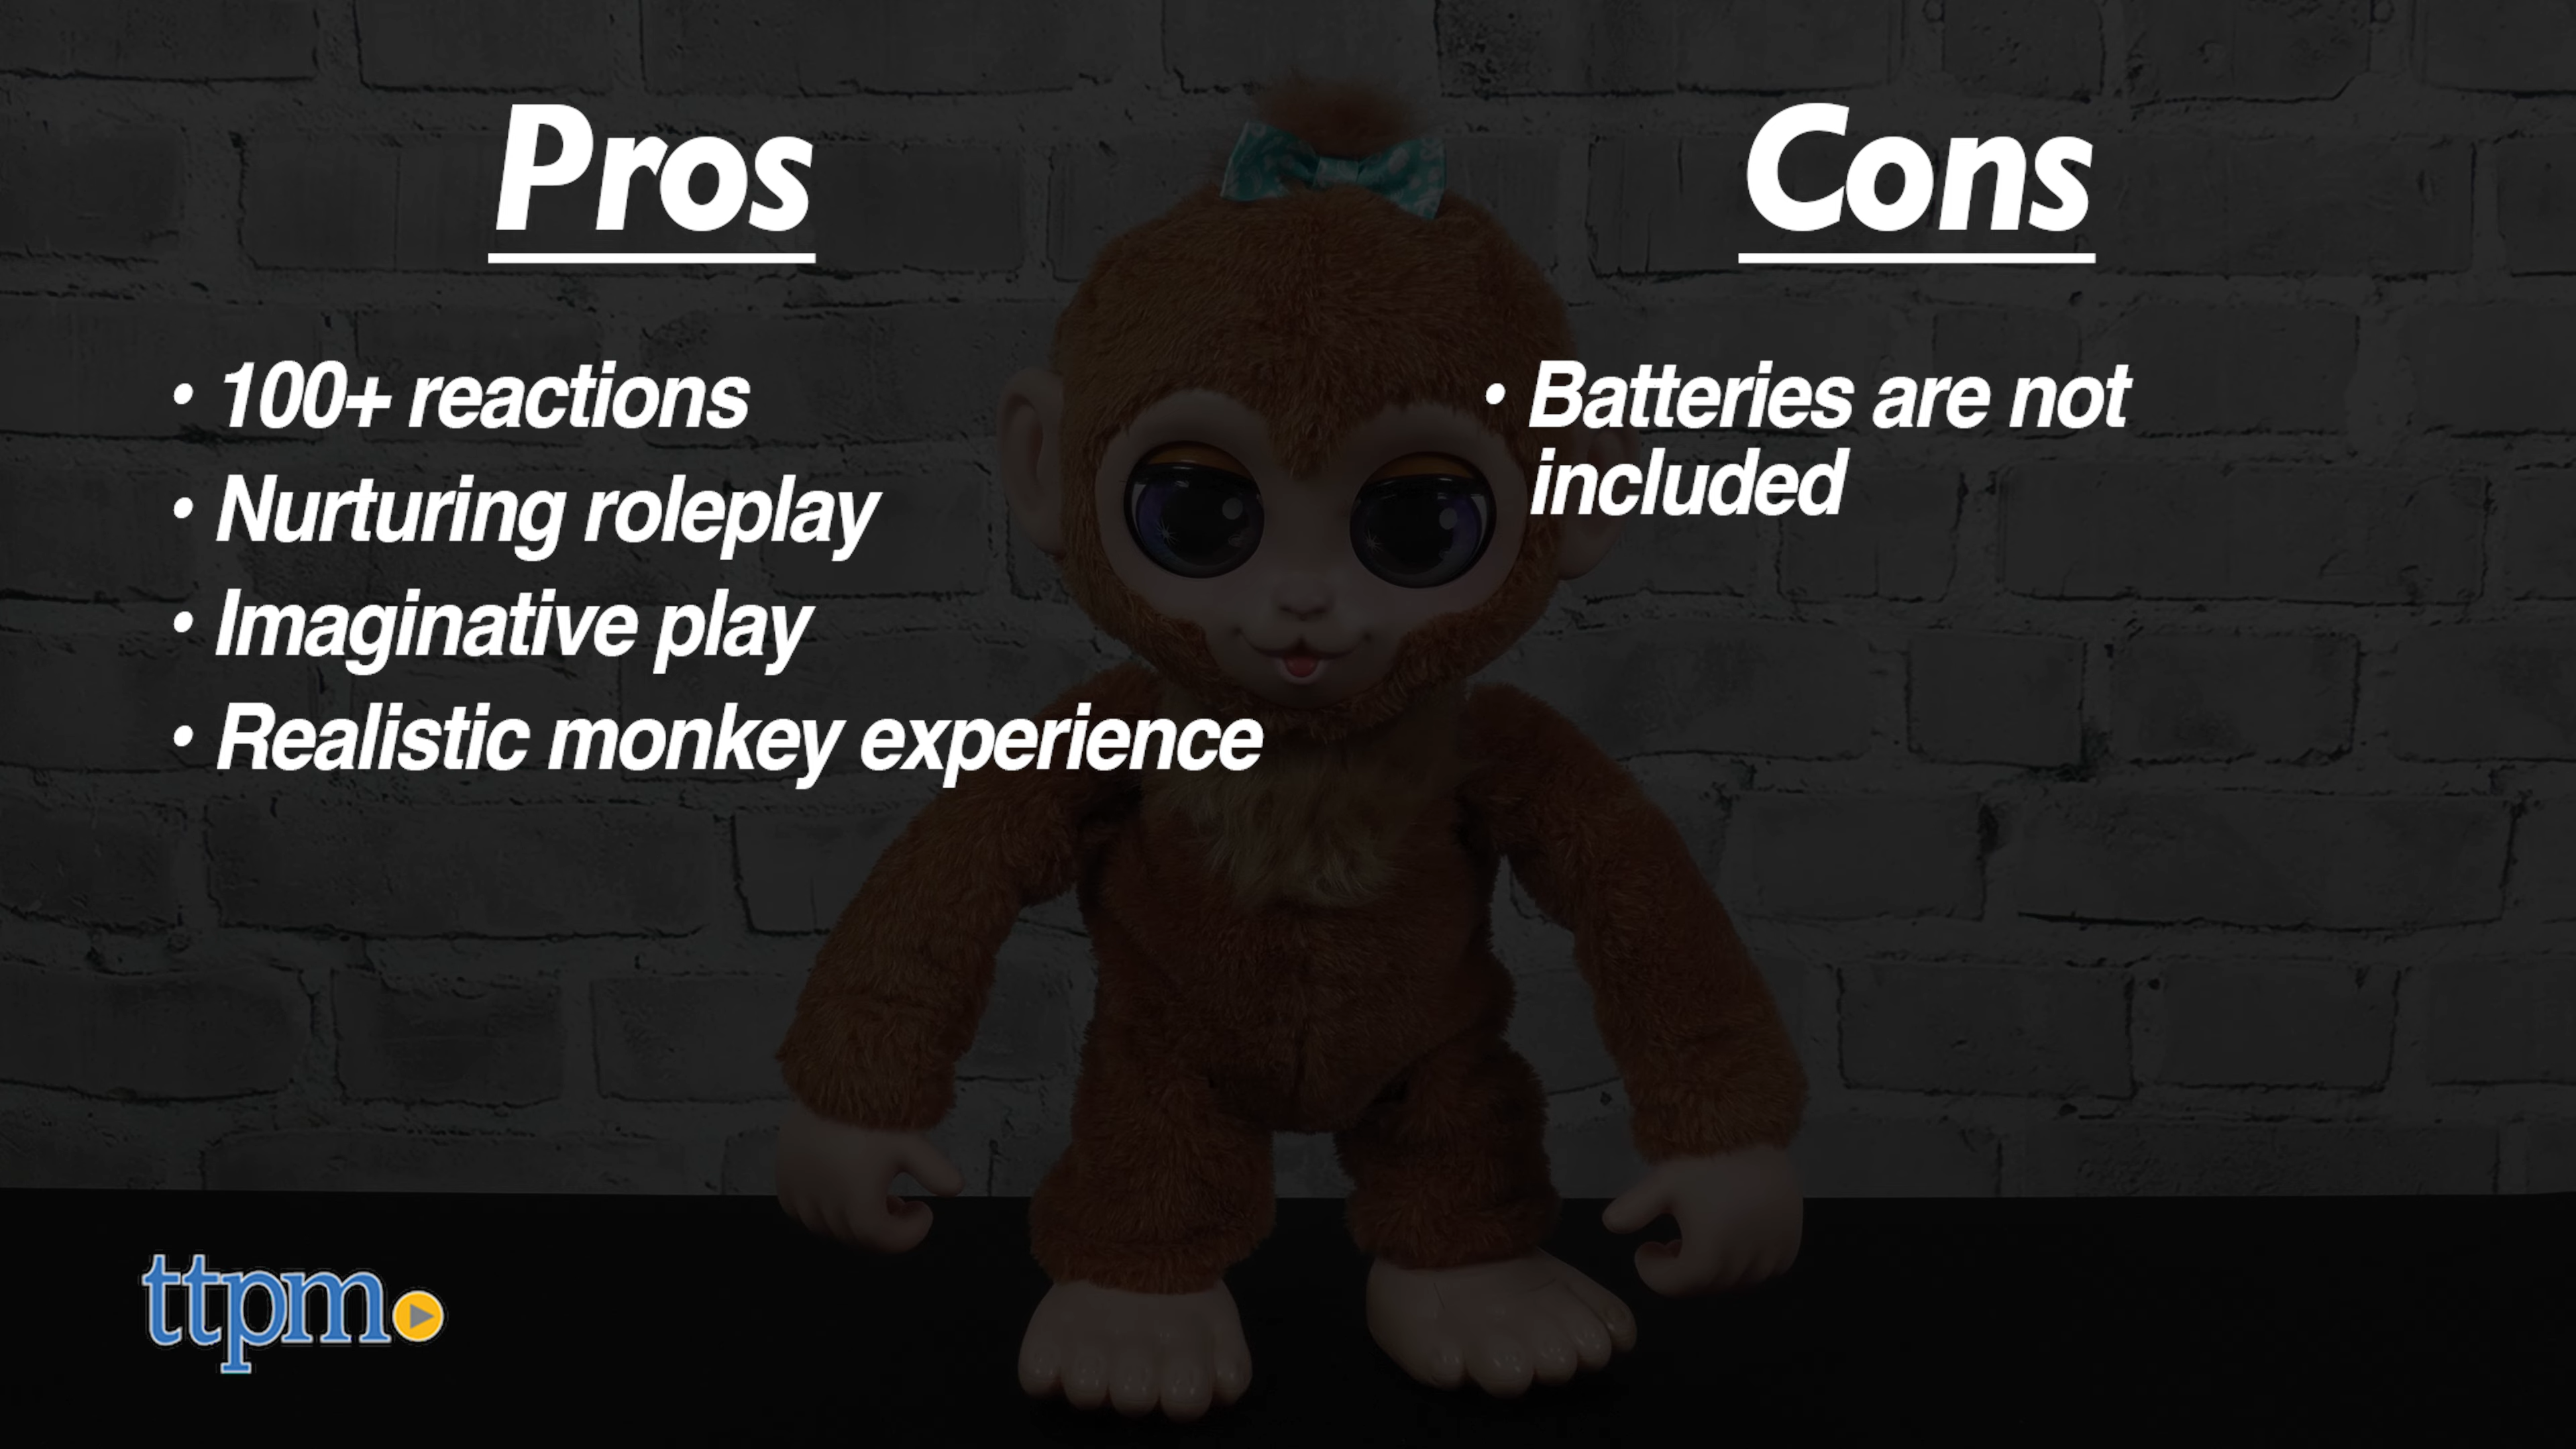 Pros
• 100+ reactions
• Nurturing roleplay
• Imaginative play
• Realistic monkey experience
Cons
• Batteries are not
included
ttpm